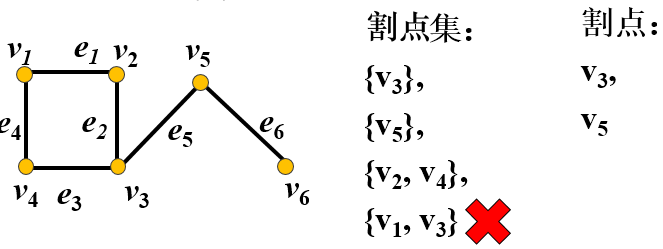 v1 e1 v2 v5
e4 e2 e5 e6
v4 e3 v3 v6
割点集：
{v3},
{v5},
{v2, v4},
{v1, v3}
割点：
v3,
v5